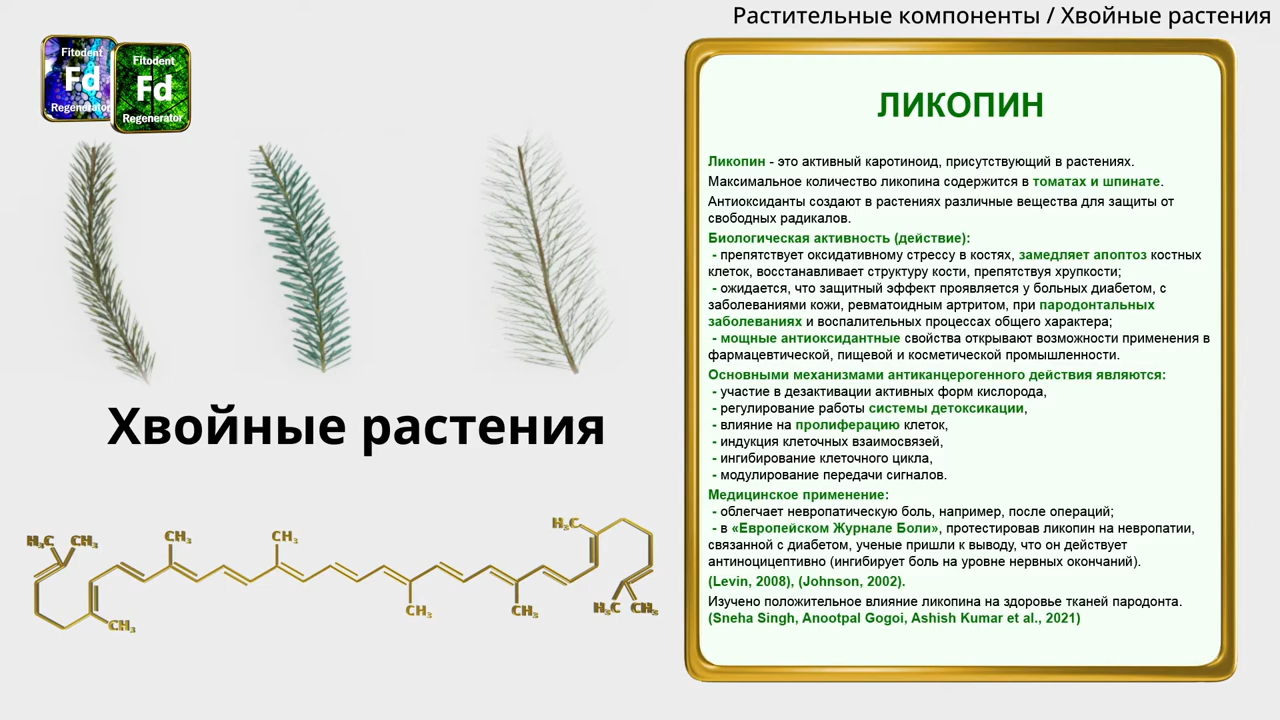 Растительные компоненты / Хвойные растения
Fitodent
Fd
Regenerator
Fitodent
Fd
Regenerator
Хвойные растения
H₃C
CH₃
CH₃
CH₃
CH₃
CH₃
CH₃
H₃C
H₃C
CH₃
ЛИКОПИН
Ликопин - это активный каротиноид, присутствующий в растениях.
Максимальное количество ликопина содержится в томатах и шпинате.
Антиоксиданты создают в растениях различные вещества для защиты от
свободных радикалов.
Биологическая активность (действие):
- препятствует оксидативному стрессу в костях, замедляет апоптоз костных
клеток, восстанавливает структуру кости, препятствуя хрупкости;
- ожидается, что защитный эффект проявляется у больных диабетом, с
заболеваниями кожи, ревматоидным артритом, при пародонтальных
заболеваниях и воспалительных процессах общего характера;
- мощные антиоксидантные свойства открывают возможности применения в
фармацевтической, пищевой и косметической промышленности.
Основными механизмами антиканцерогенного действия являются:
- участие в дезактивации активных форм кислорода,
- регулирование работы системы детоксикации,
- влияние на пролиферацию клеток,
- индукция клеточных взаимосвязей,
- ингибирование клеточного цикла,
- модулирование передачи сигналов.
Медицинское применение:
- облегчает невропатическую боль, например, после операций;
- в «Европейском Журнале Боли», протестировав ликопин на невропатии,
связанной с диабетом, ученые пришли к выводу, что он действует
антиноцицептивно (ингибирует боль на уровне нервных окончаний).
(Levin, 2008), (Johnson, 2002).
Изучено положительное влияние ликопина на здоровье тканей пародонта.
(Sneha Singh, Anootpal Gogoi, Ashish Kumar et al., 2021)